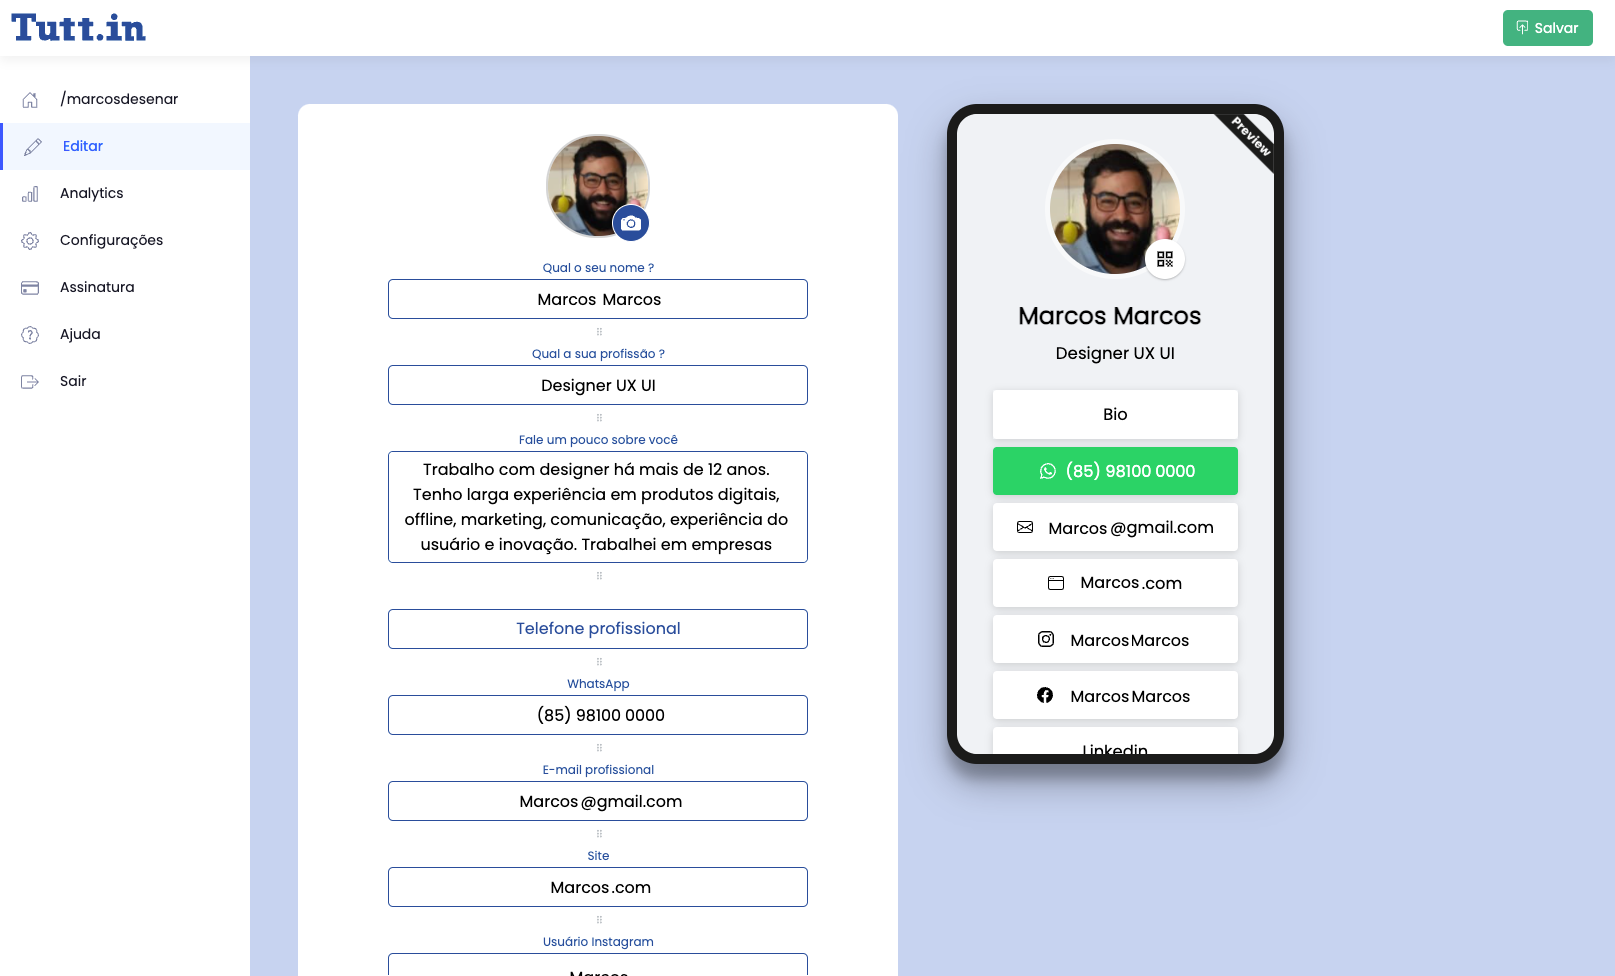 Tutt.in
Salvar
/marcosdesenar
Editar
Analytics
Configurações
Assinatura
Ajuda
Sair
Qual o seu nome ?
Marcos Marcos
Qual a sua profissão ?
Designer UX UI
Fale um pouco sobre você
Trabalho com designer há mais de 12 anos.
Tenho larga experiência em produtos digitais,
offline, marketing, comunicação, experiência do
usuário e inovação. Trabalhei em empresas
Telefone profissional
WhatsApp
(85) 98100 0000
E-mail profissional
Marcos@gmail.com
Site
Marcos.com
Usuário Instagram
Marcos
Preview
Marcos Marcos
Designer UX UI
Bio
(85) 98100 0000
Marcos@gmail.com
Marcos.com
MarcosMarcos
MarcosMarcos
Linkedin